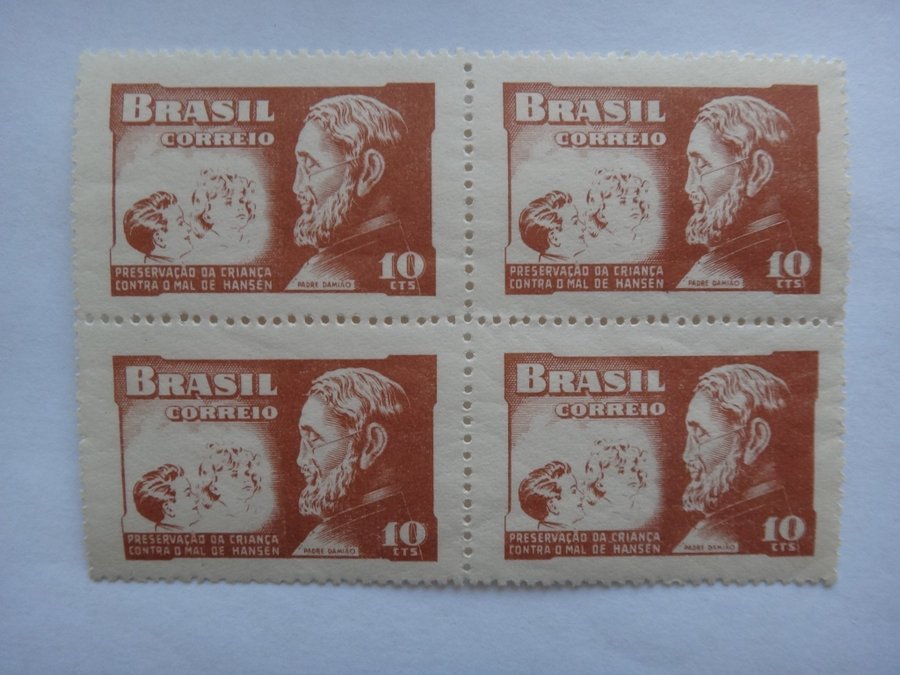 BRASIL
CORREIO
PRESERVAÇÃO DA CRIANÇA
CONTRA O MAL DE HANSEN
PADRE DAMIÃO
10
CTS
BRASIL
CORREIO
PRESERVAÇÃO DA CRIANÇA
CONTRA O MAL DE HANSEN
PADRE DAMIÃO
10
CTS
BRASIL
CORREIO
PRESERVAÇÃO DA CRIANÇA
CONTRA O MAL DE HANSEN
PADRE DAMIÃO
10
CTS
BRASIL
CORREIO
PRESERVAÇÃO DA CRIANÇA
CONTRA O MAL DE HANSEN
PADRE DAMIÃO
10
CTS